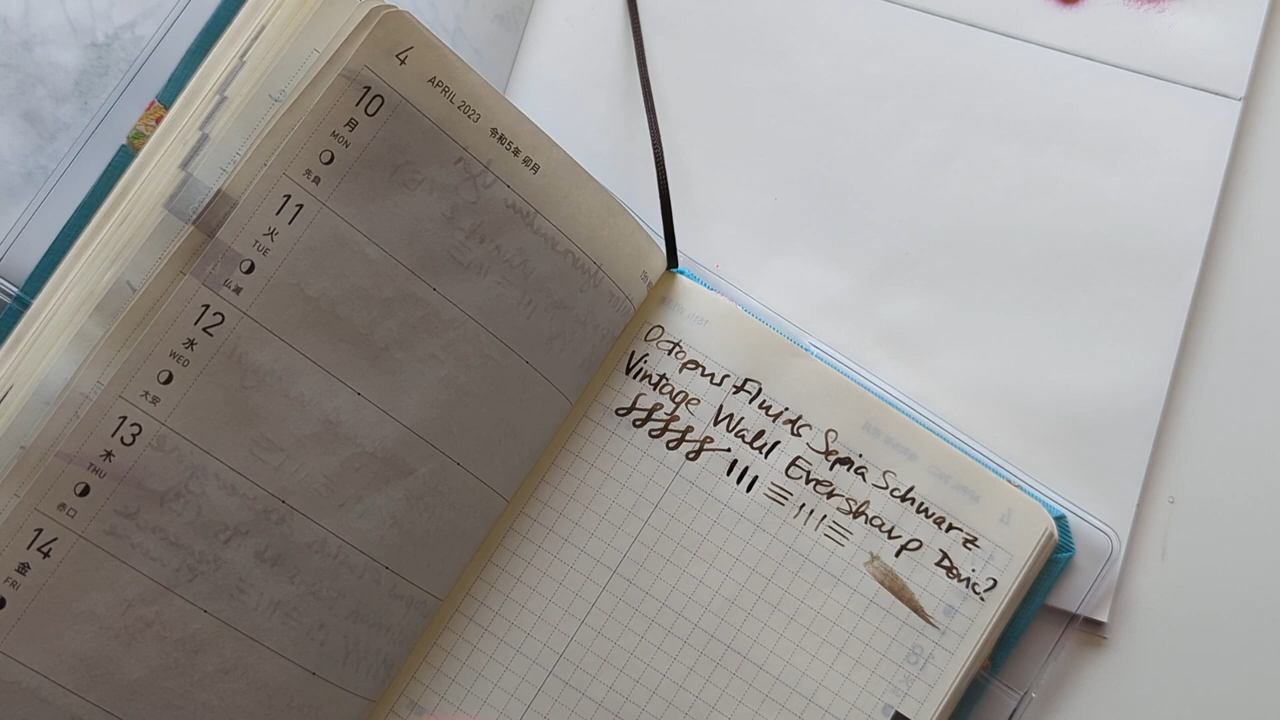 4 APRIL 2023 令和5年 卯月
10
月
MON
先負
11
火
TUE
仏滅
12
水
WED
大安
13
木
THU
赤口
14
金
FRI
Octopus Fluids Sepia Schwarz
Vintage Wahl Eversharp Doric?